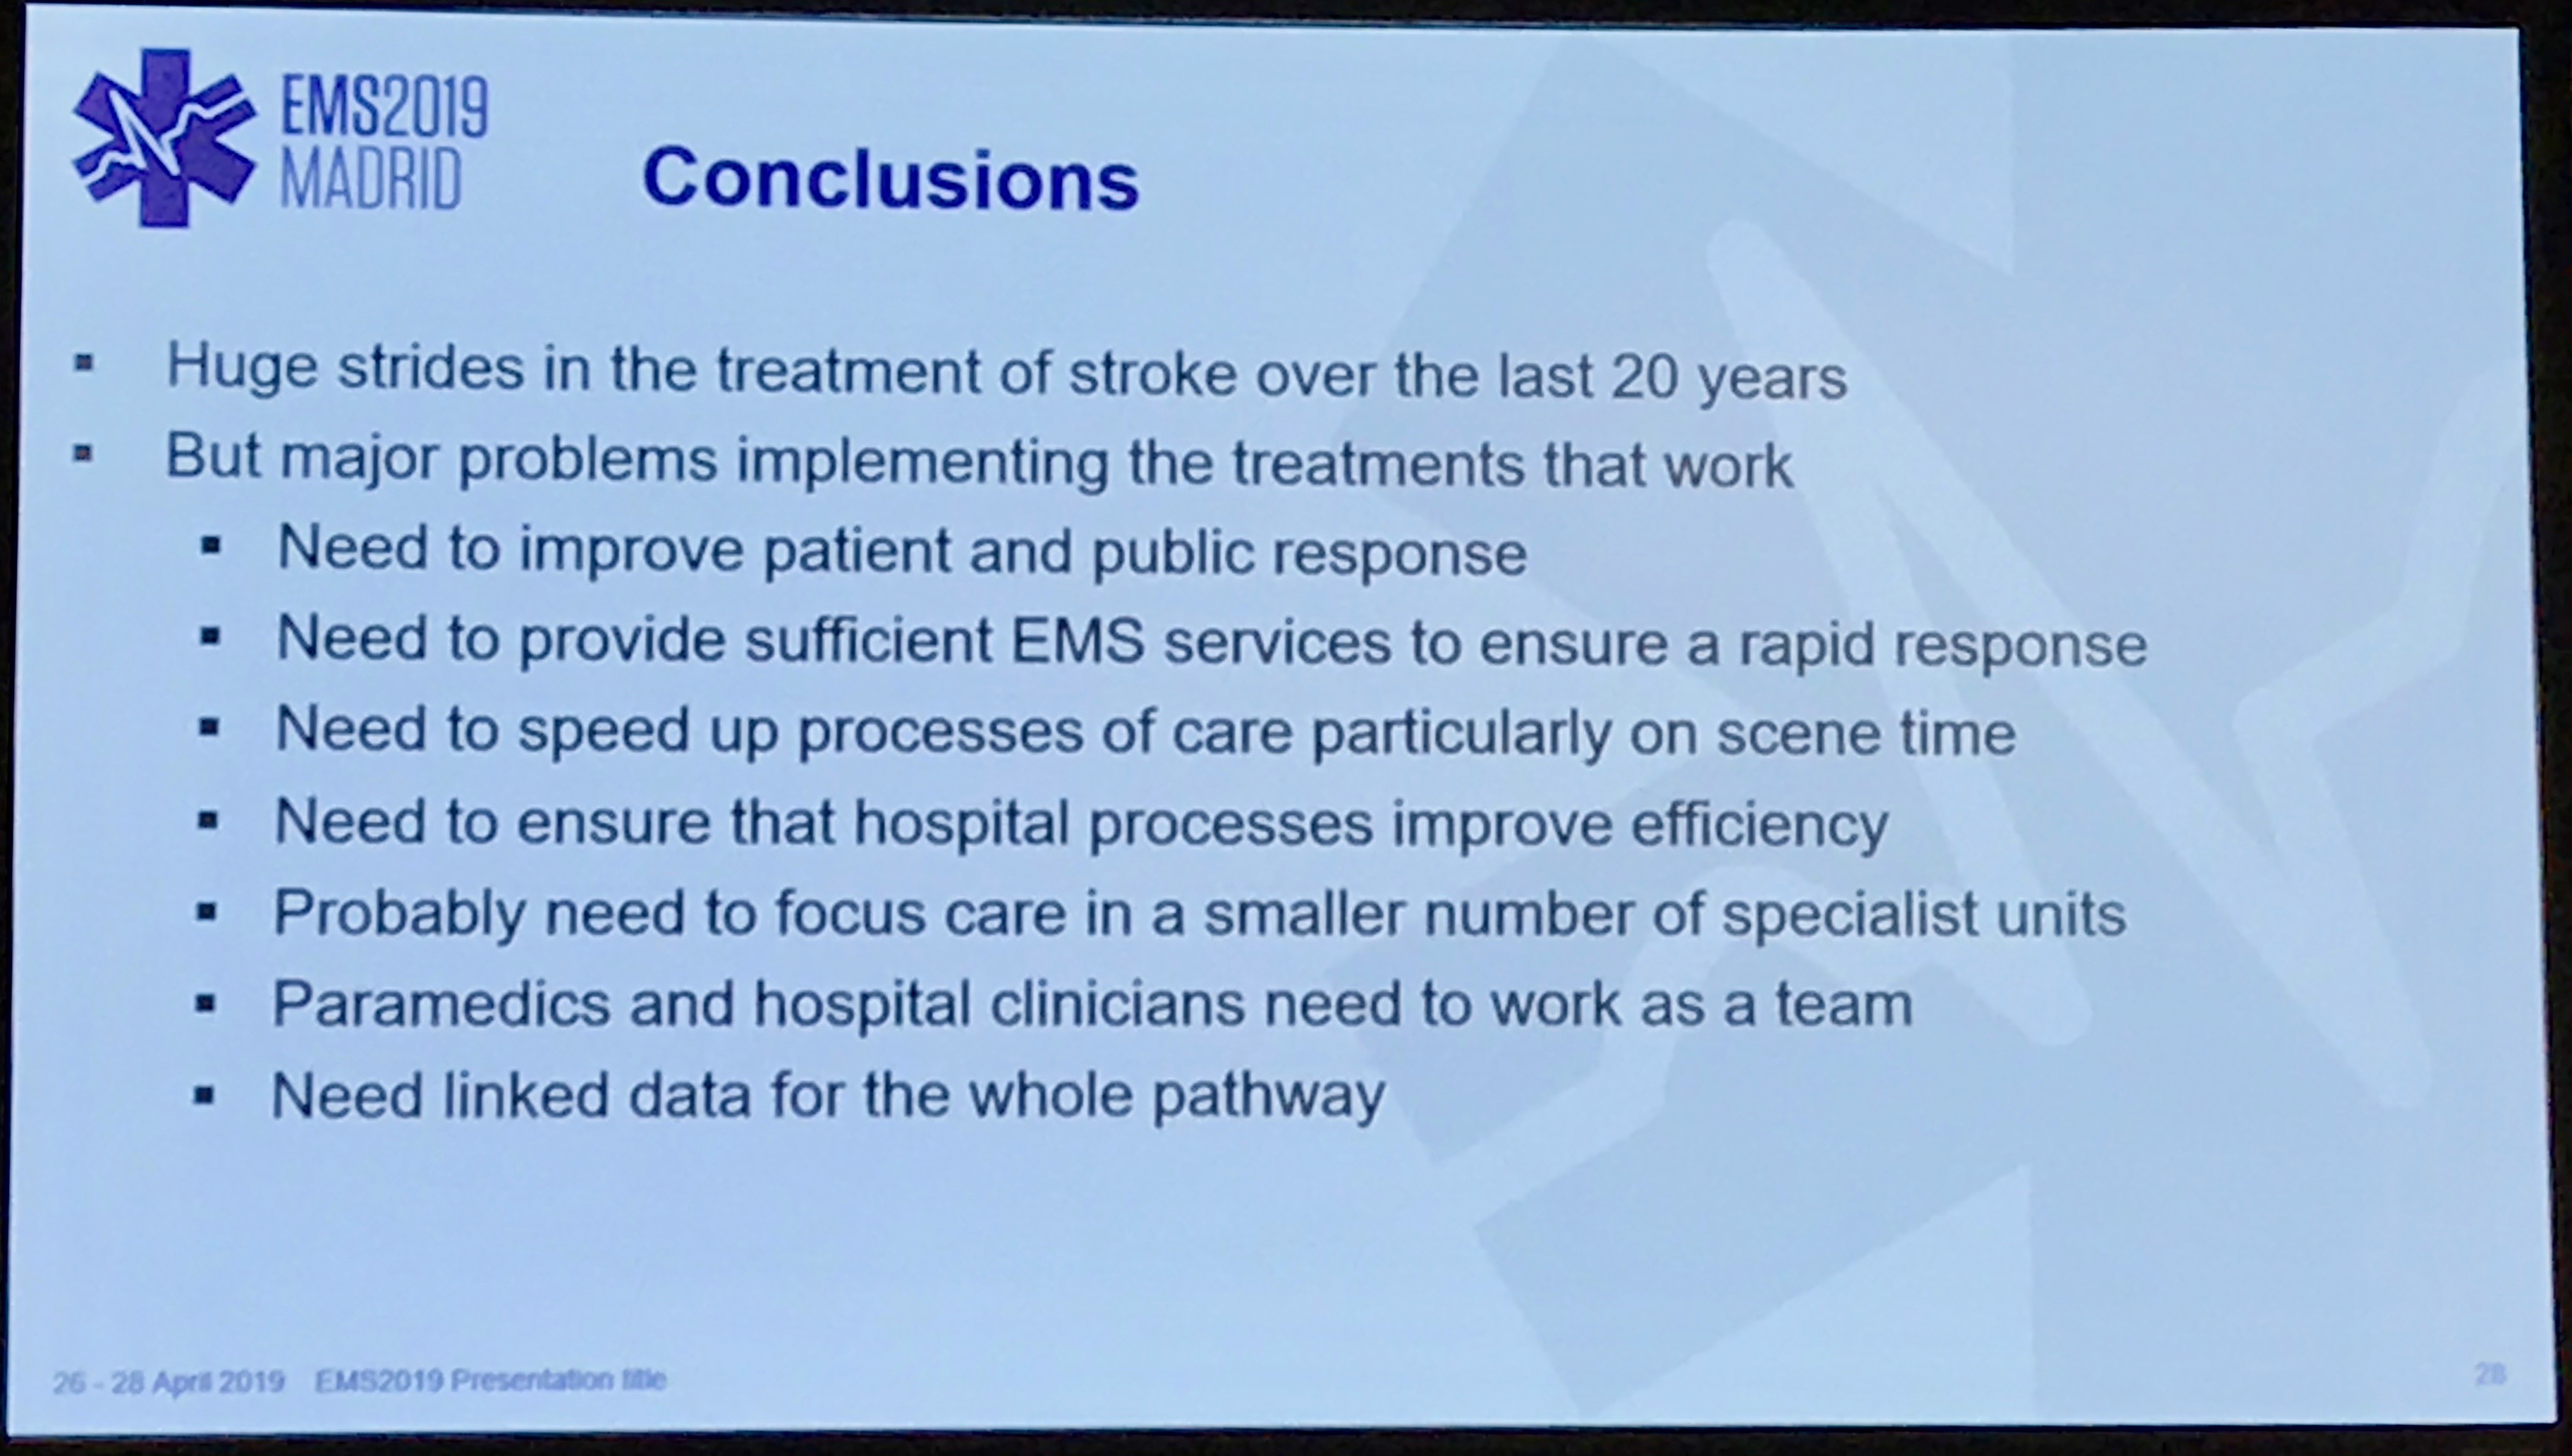 EMS2019
MADRID
Conclusions
▪ Huge strides in the treatment of stroke over the last 20 years
▪ But major problems implementing the treatments that work
▪ Need to improve patient and public response
▪ Need to provide sufficient EMS services to ensure a rapid response
▪ Need to speed up processes of care particularly on scene time
▪ Need to ensure that hospital processes improve efficiency
▪ Probably need to focus care in a smaller number of specialist units
▪ Paramedics and hospital clinicians need to work as a team
▪ Need linked data for the whole pathway
26 - 28 April 2019 EMS2019 Presentation title 28